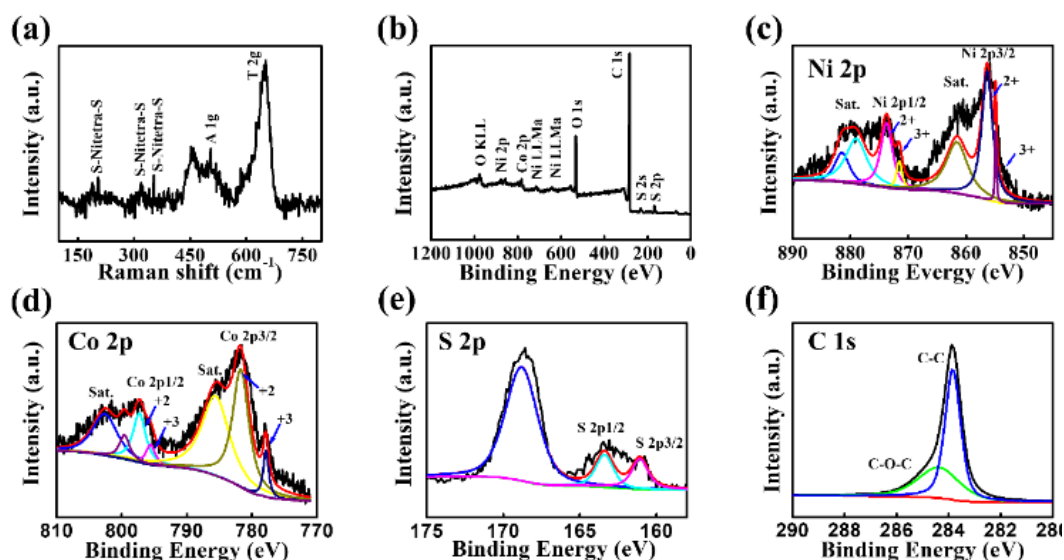 (a)
Intensity (a.u.)
S-Nitetra-S
S-Ntitetra-S
S- Nitetra-S
A 1g
T 2g
150 300 450 600 750
Raman shift (cm-1)
(b)
Intensity (a.u.)
O KLL
Ni 2p
Co 2p
Ni LLMa
Ni LLMa
O 1s
C 1s
S 2s
S 2p
1200 1000 800 600 400 200 0
Binding Energy (eV)
(c)
Intensity (a.u.)
Ni 2p
Sat.
Ni 2p1/2
2+
3+
Sat.
Ni 2p3/2
2+
3+
890 880 870 860 850
Binding Evergy (eV)
(d)
Intensity (a.u.)
Co 2p
Sat.
Co 2p1/2
+2
+3
Sat.
Co 2p3/2
+2
+3
810 800 790 780 770
Binding Energy (eV)
(e)
Intensity (a.u.)
S 2p
S 2p1/2
S 2p3/2
175 170 165 160
Binding Energy (eV)
(f)
Intensity (a.u.)
C 1s
C-C
C-O-C
290 288 286 284 282 280
Binding Energy (eV)